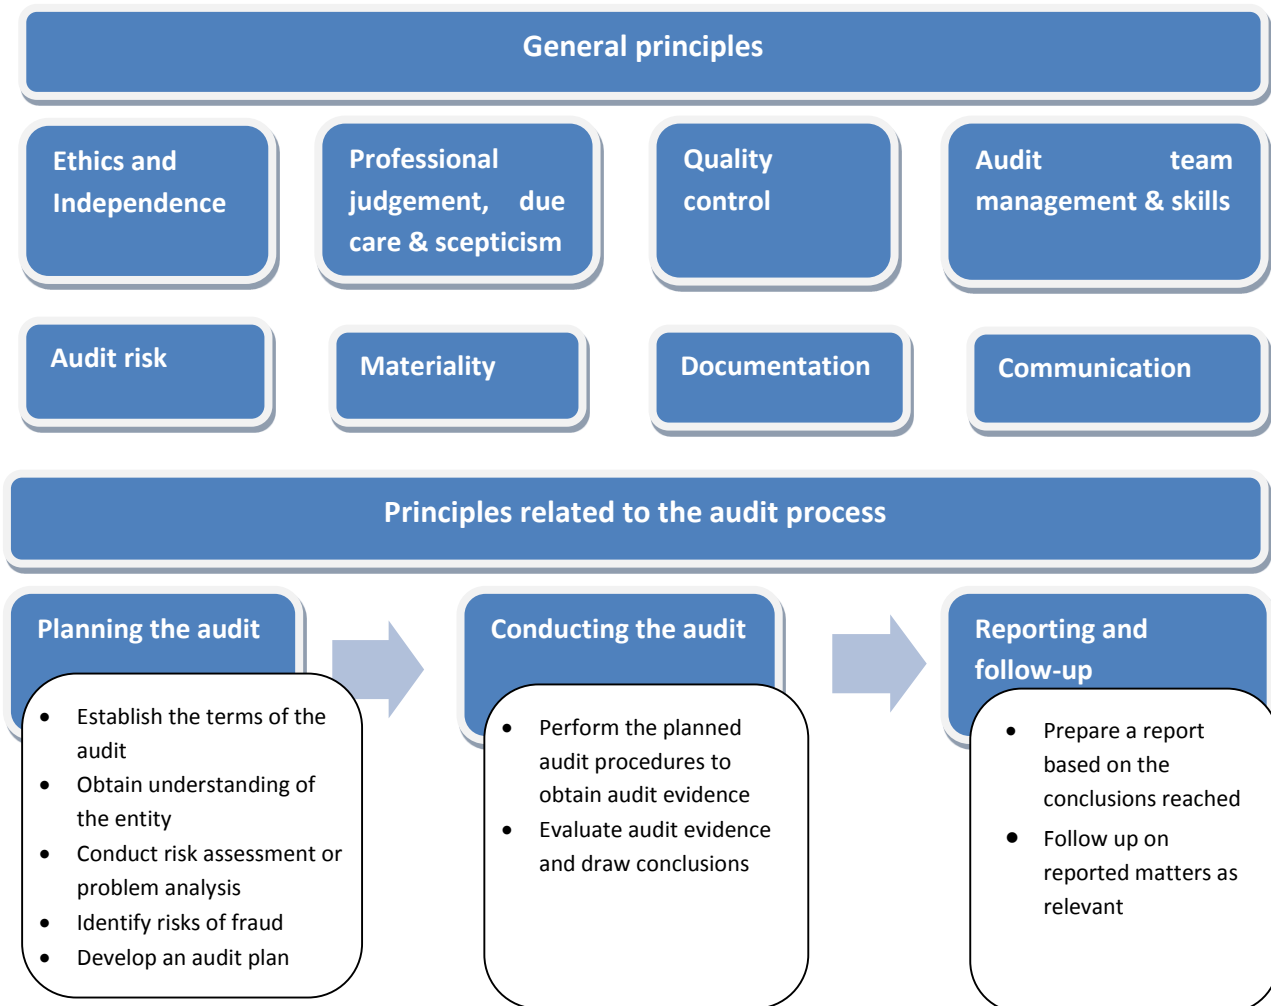 General principles
Ethics and
Independence
Professional
judgement, due
care & scepticism
Quality
control
Audit team
management & skills
Audit risk
Materiality
Documentation
Communication
Principles related to the audit process
Planning the audit
• Establish the terms of the
audit
• Obtain understanding of
the entity
• Conduct risk assessment or
problem analysis
• Identify risks of fraud
• Develop an audit plan
Conducting the audit
• Perform the planned
audit procedures to
obtain audit evidence
• Evaluate audit evidence
and draw conclusions
Reporting and
follow-up
• Prepare a report
based on the
conclusions reached
• Follow up on
reported matters as
relevant